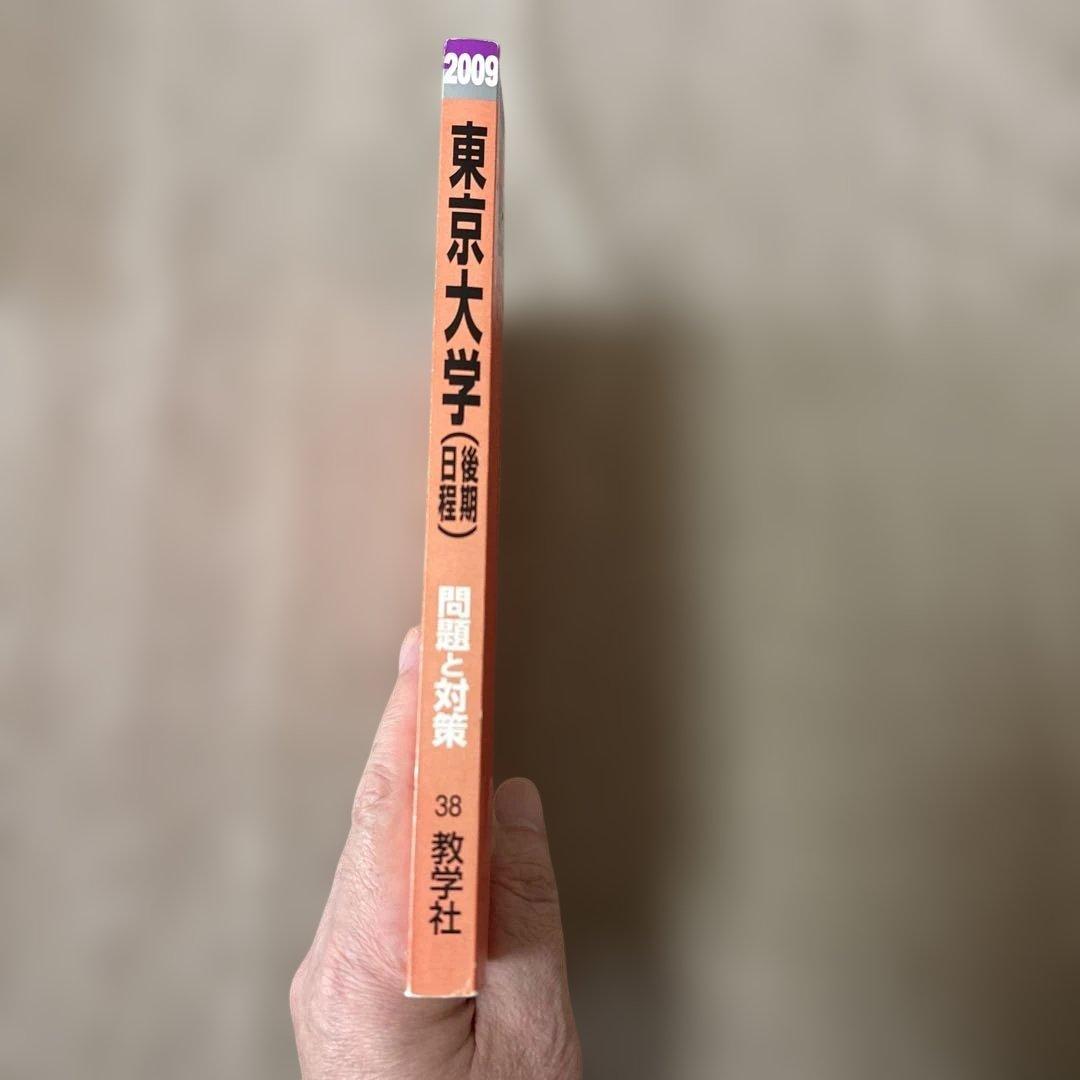 2009
東京大学(後期日程)
問題と対策
38
教学社